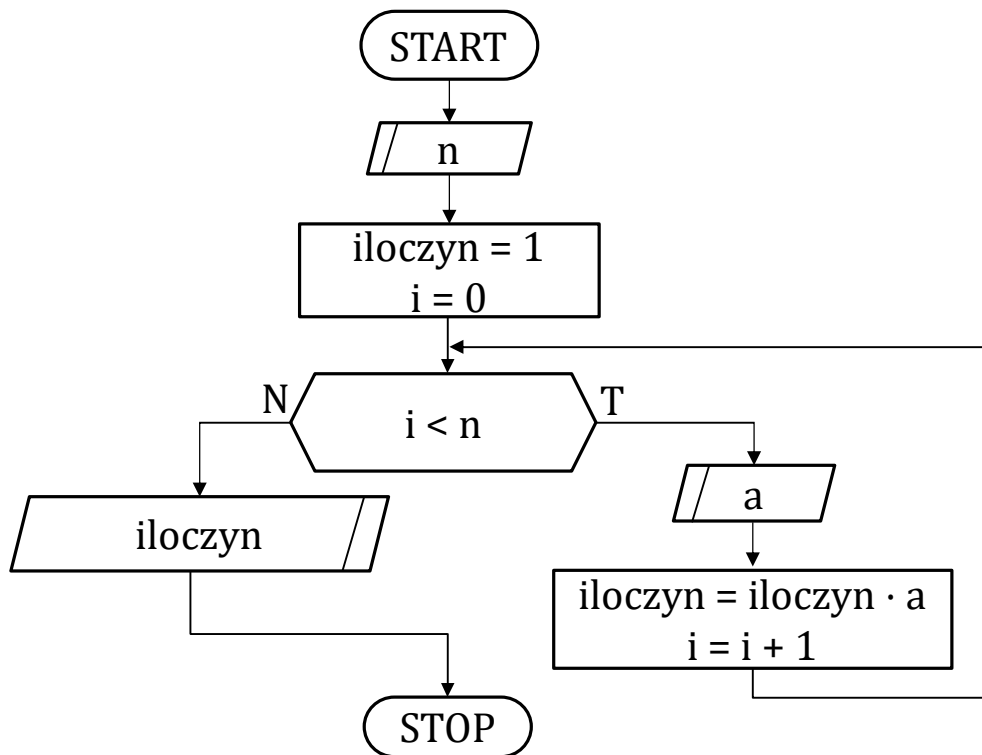 START
n
iloczyn = 1
i = 0
N
i < n
T
a
iloczyn
iloczyn = iloczyn · a
i = i + 1
STOP